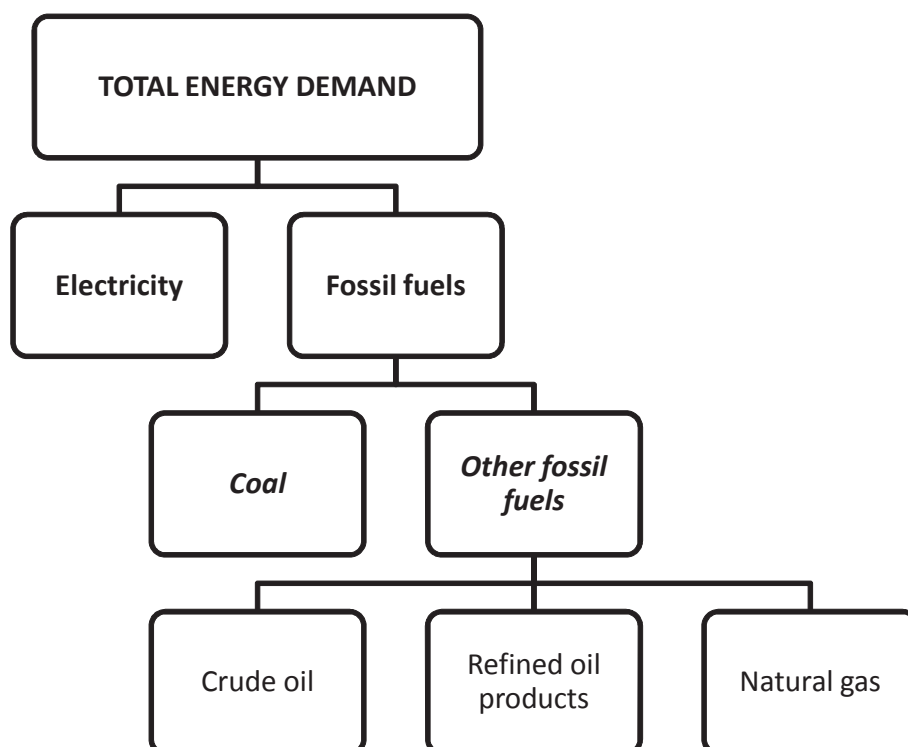 TOTAL ENERGY DEMAND
Electricity
Fossil fuels
Coal
Other fossil
fuels
Crude oil
Refined oil
products
Natural gas